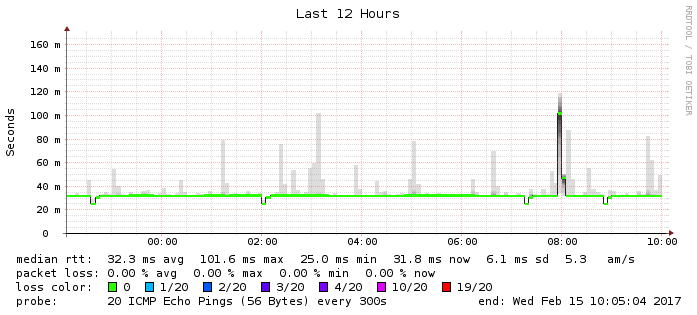 Last 12 Hours
RRDTOOL / TOBI OETIKER
Seconds
160 m
140 m
120 m
100 m
80 m
60 m
40 m
20 m
0
00:00 02:00 04:00 06:00 08:00 10:00
median rtt: 32.3 ms avg 101.6 ms max 25.0 ms min 31.8 ms now 6.1 ms sd 5.3 am/s
packet loss: 0.00 % avg 0.00 % max 0.00 % min 0.00 % now
loss color: 0 1/20 2/20 3/20 4/20 10/20 19/20
probe: 20 ICMP Echo Pings (56 Bytes) every 300s end: Wed Feb 15 10:05:04 2017